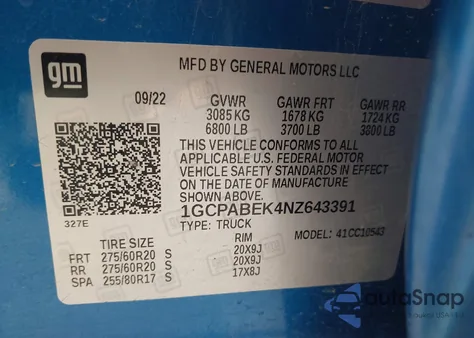 gm
MFD BY GENERAL MOTORS LLC
09/22 GVWR GAWR FRT GAWR RR
3085 KG 1678 KG 1724 KG
6800 LB 3700 LB 3800 LB
THIS VEHICLE CONFORMS TO ALL
APPLICABLE U.S. FEDERAL MOTOR
VEHICLE SAFETY STANDARDS IN
EFFECT ON THE DATE OF MANUFACTURE
SHOWN ABOVE.
1GCPABEK4NZ643391
327E TYPE: TRUCK MODEL: 41CC10543
TIRE SIZE RIM
FRT 275/60R20 S 20X9J
RR 275/60R20 S 20X9J
SPA 255/80R17 S 17X8J
AutoSnap